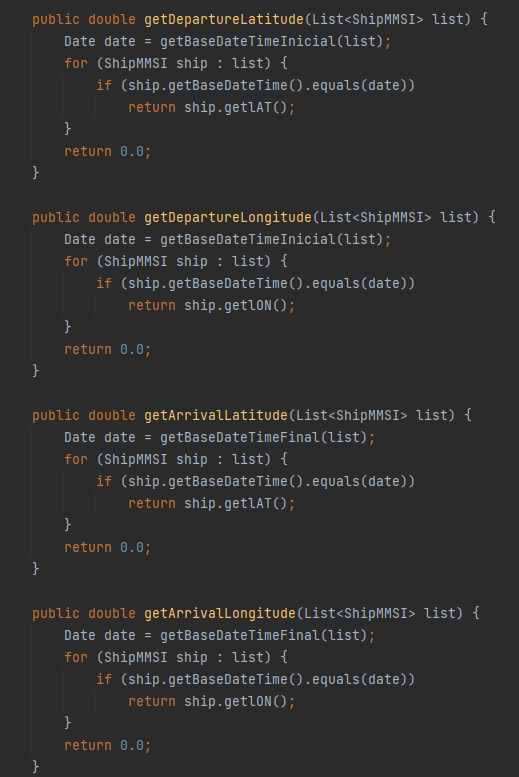 public double getDepartureLatitude(List<ShipMMSI> list) {
    Date date = getBaseDateTimeInicial(list);
    for (ShipMMSI ship : list) {
        if (ship.getBaseDateTime().equals(date))
            return ship.getlAT();
    }
    return 0.0;
}

public double getDepartureLongitude(List<ShipMMSI> list) {
    Date date = getBaseDateTimeInicial(list);
    for (ShipMMSI ship : list) {
        if (ship.getBaseDateTime().equals(date))
            return ship.getlON();
    }
    return 0.0;
}

public double getArrivalLatitude(List<ShipMMSI> list) {
    Date date = getBaseDateTimeFinal(list);
    for (ShipMMSI ship : list) {
        if (ship.getBaseDateTime().equals(date))
            return ship.getlAT();
    }
    return 0.0;
}

public double getArrivalLongitude(List<ShipMMSI> list) {
    Date date = getBaseDateTimeFinal(list);
    for (ShipMMSI ship : list) {
        if (ship.getBaseDateTime().equals(date))
            return ship.getlON();
    }
    return 0.0;
}